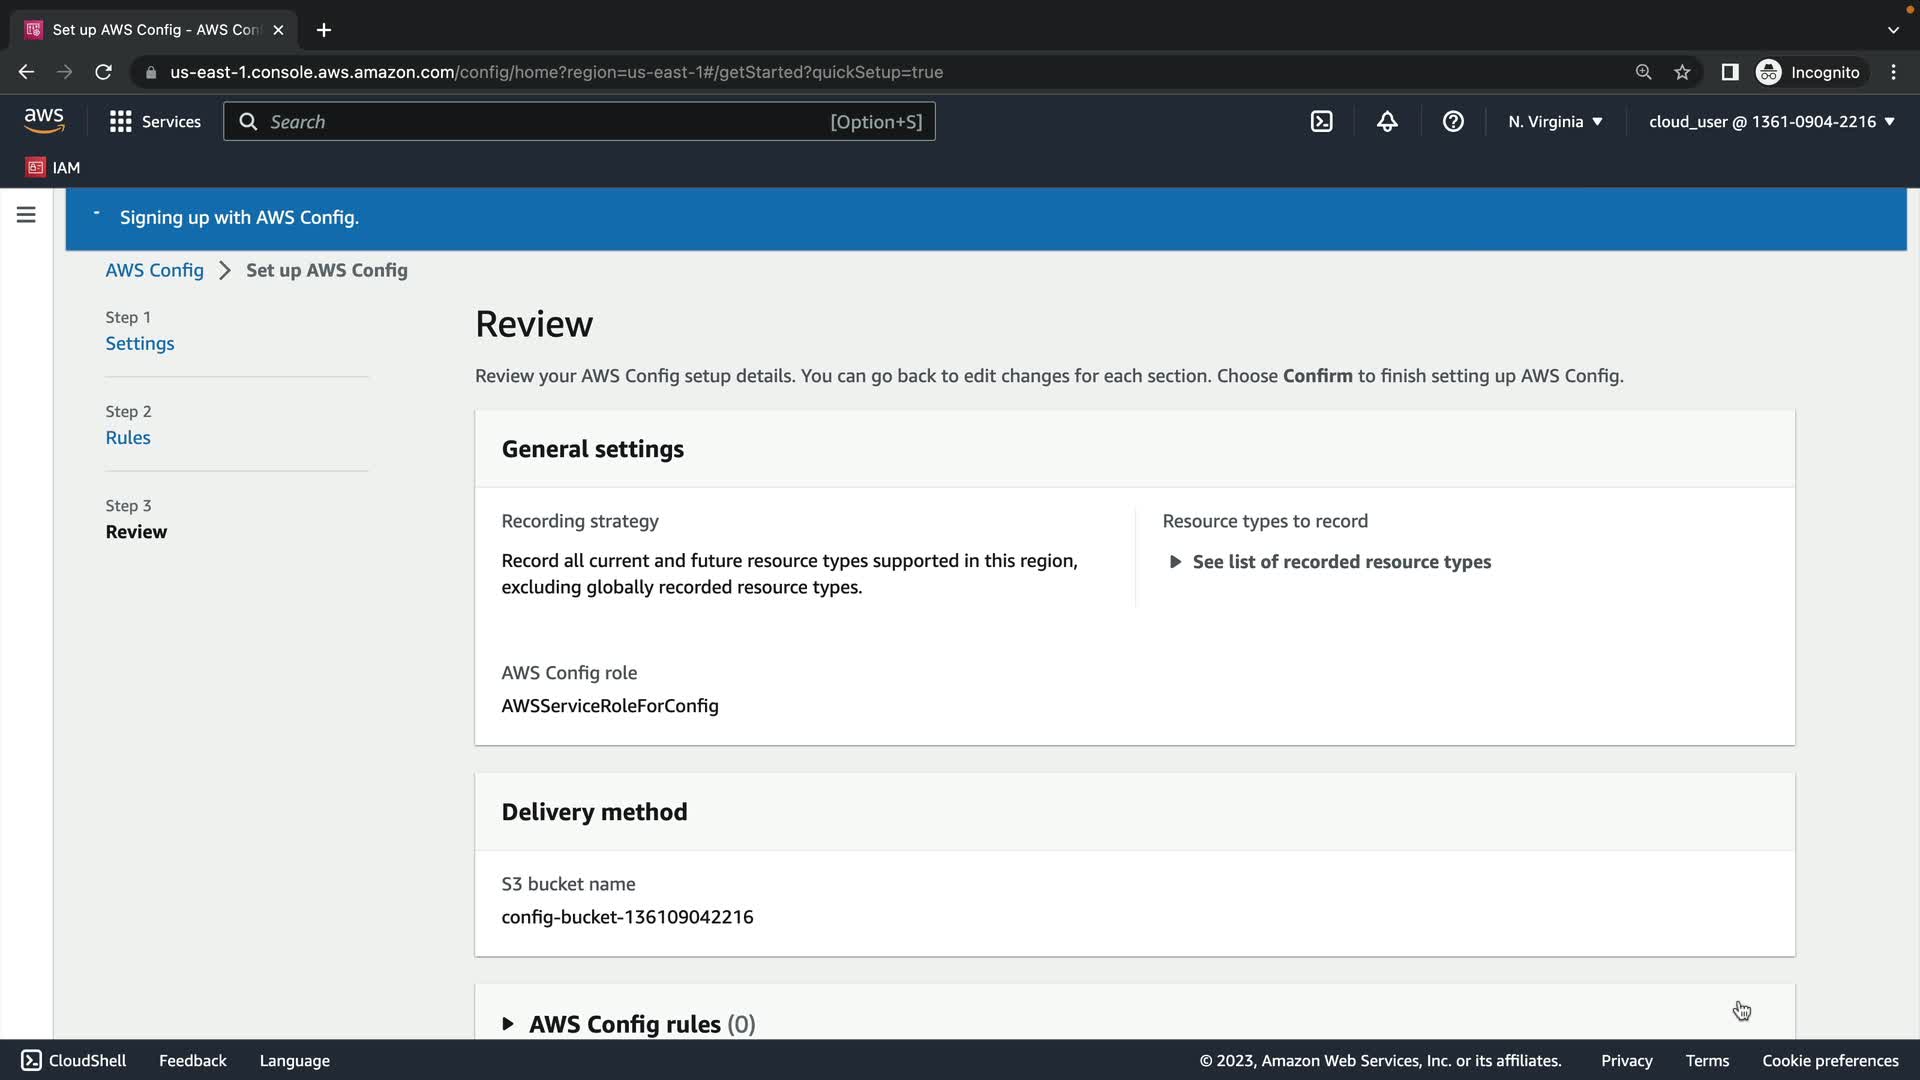 Set up AWS Config - AWS Con
us-east-1.console.aws.amazon.com/config/home?region=us-east-1#/getStarted?quickSetup=true
Incognito
aws
Services
Search
[Option+S]
N. Virginia
cloud_user @ 1361-0904-2216
IAM
Signing up with AWS Config.
AWS Config
Set up AWS Config
Step 1
Settings
Step 2
Rules
Step 3
Review
Review
Review your AWS Config setup details. You can go back to edit changes for each section. Choose Confirm to finish setting up AWS Config.
General settings
Recording strategy
Record all current and future resource types supported in this region,
excluding globally recorded resource types.
Resource types to record
See list of recorded resource types
AWS Config role
AWSServiceRoleForConfig
Delivery method
S3 bucket name
config-bucket-136109042216
AWS Config rules (0)
CloudShell
Feedback
Language
© 2023, Amazon Web Services, Inc. or its affiliates.
Privacy
Terms
Cookie preferences